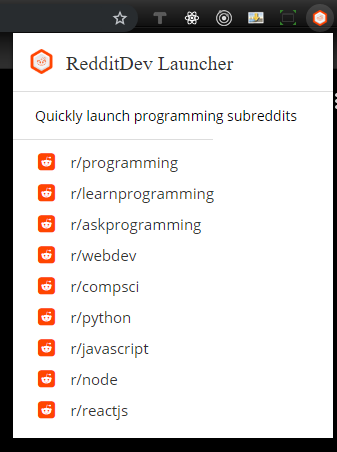 RedditDev Launcher
Quickly launch programming subreddits
r/programming
r/learnprogramming
r/askprogramming
r/webdev
r/compsci
r/python
r/javascript
r/node
r/reactjs